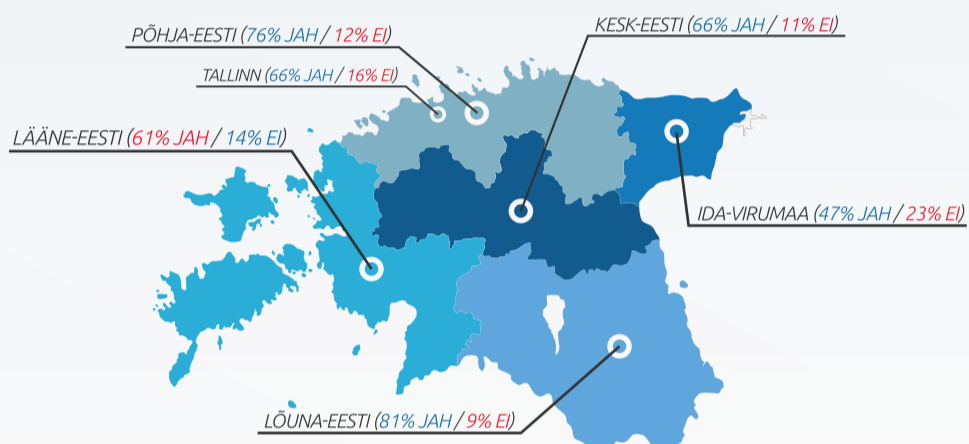 KESK-EESTI (66% JAH / 11% EI)
PÕHJA-EESTI (76% JAH / 12% EI)
TALLINN (66% JAH / 16% EI)
LÄÄNE-EESTI (61% JAH / 14% EI)
IDA-VIRUMAA (47% JAH / 23% EI)
LÕUNA-EESTI (81% JAH / 9% EI)